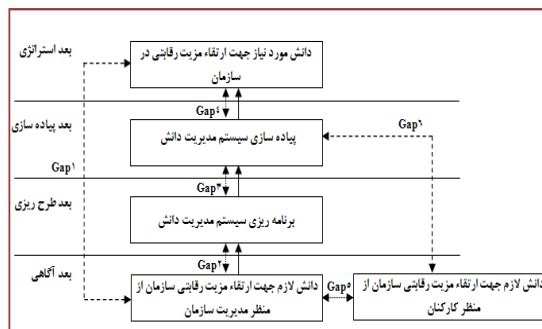 بعد استراتژی
دانش مورد نیاز جهت ارتقاء مزیت رقابتی در
سازمان
Gap۴
بعد پیاده سازی
پیاده سازی سیستم مدیریت دانش
Gap۶
Gap۱
Gap۳
بعد طرح ریزی
برنامه ریزی سیستم مدیریت دانش
Gap۲
بعد آگاهی
دانش لازم جهت ارتقاء مزیت رقابتی سازمان از
منظر مدیریت سازمان
Gap۵
دانش لازم جهت ارتقاء مزیت رقابتی سازمان از
منظر کارکنان